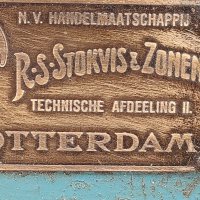 N.V. HANDELMAATSCHAPPIJ
R.S. STOKVIS & ZONEN
TECHNISCHE AFDEELING II.
OTTERDAM